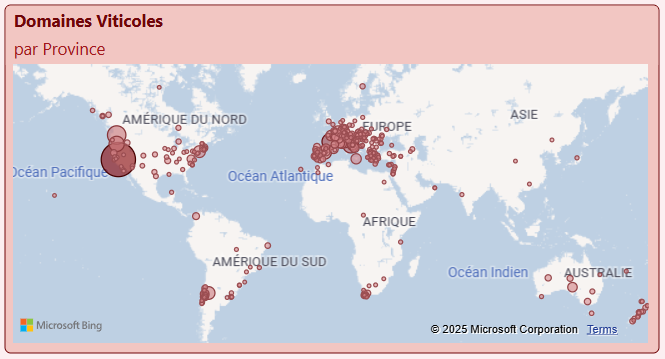 Domaines Viticoles
par Province
AMÉRIQUE DU NORD
EUROPE
ASIE
Océan Pacifique
Océan Atlantique
AFRIQUE
AMÉRIQUE DU SUD
Océan Indien
AUSTRALIE
Microsoft Bing
© 2025 Microsoft Corporation Terms